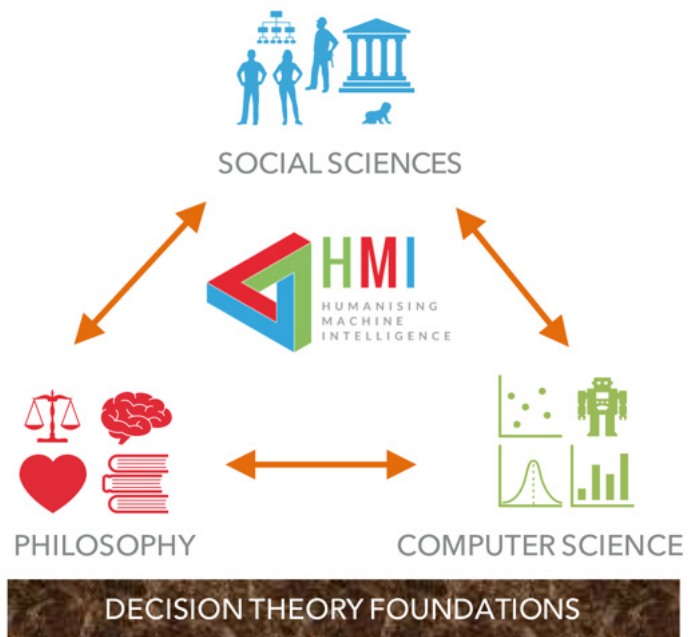 SOCIAL SCIENCES
HMI
HUMANISING
MACHINE
INTELLIGENCE
PHILOSOPHY
COMPUTER SCIENCE
DECISION THEORY FOUNDATIONS